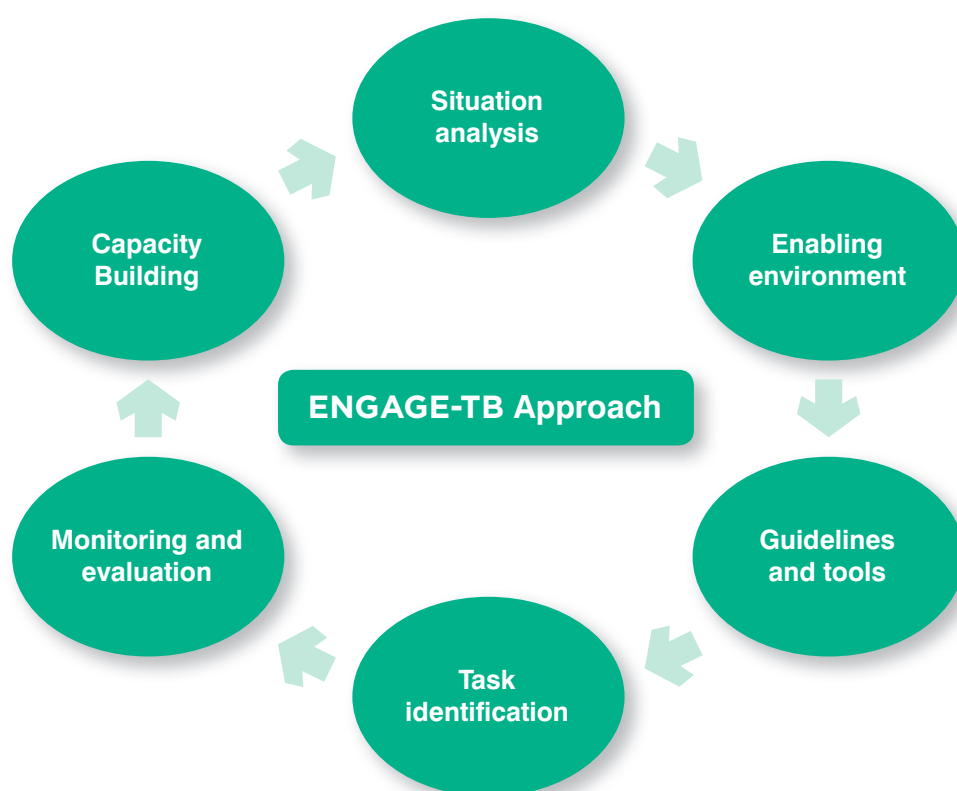 Situation
analysis
Enabling
environment
Guidelines
and tools
Task
identification
Monitoring and
evaluation
Capacity
Building
ENGAGE-TB Approach